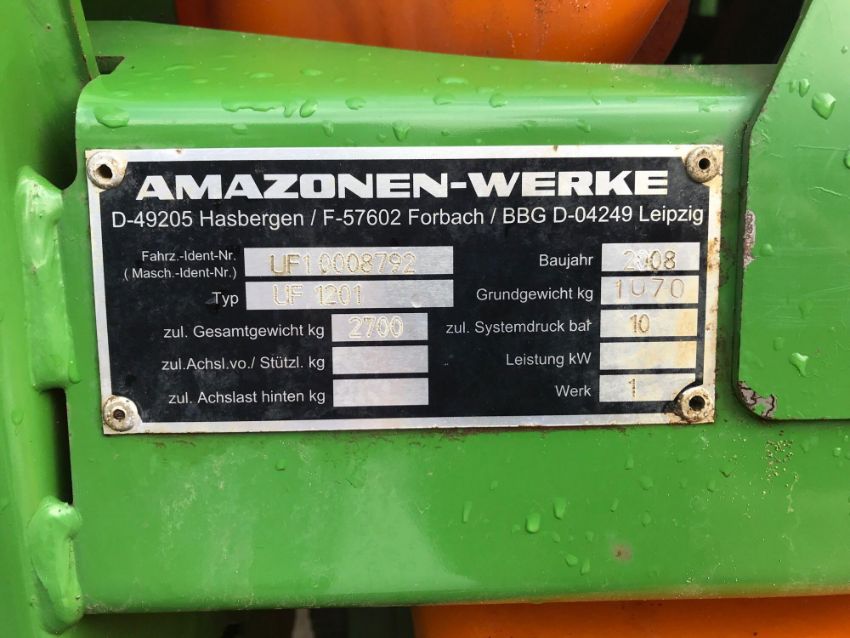 AMAZONEN-WERKE
D-49205 Hasbergen / F-57602 Forbach / BBG D-04249 Leipzig
Fahrz.-Ident-Nr. UF10008792
( Masch.-Ident-Nr.)
Typ UF 1201
zul. Gesamtgewicht kg 2700
zul.Achsl.vo./ Stützl. kg
zul. Achslast hinten kg
Baujahr 2008
Grundgewicht kg 1070
zul. Systemdruck bar 10
Leistung kW
Werk 1